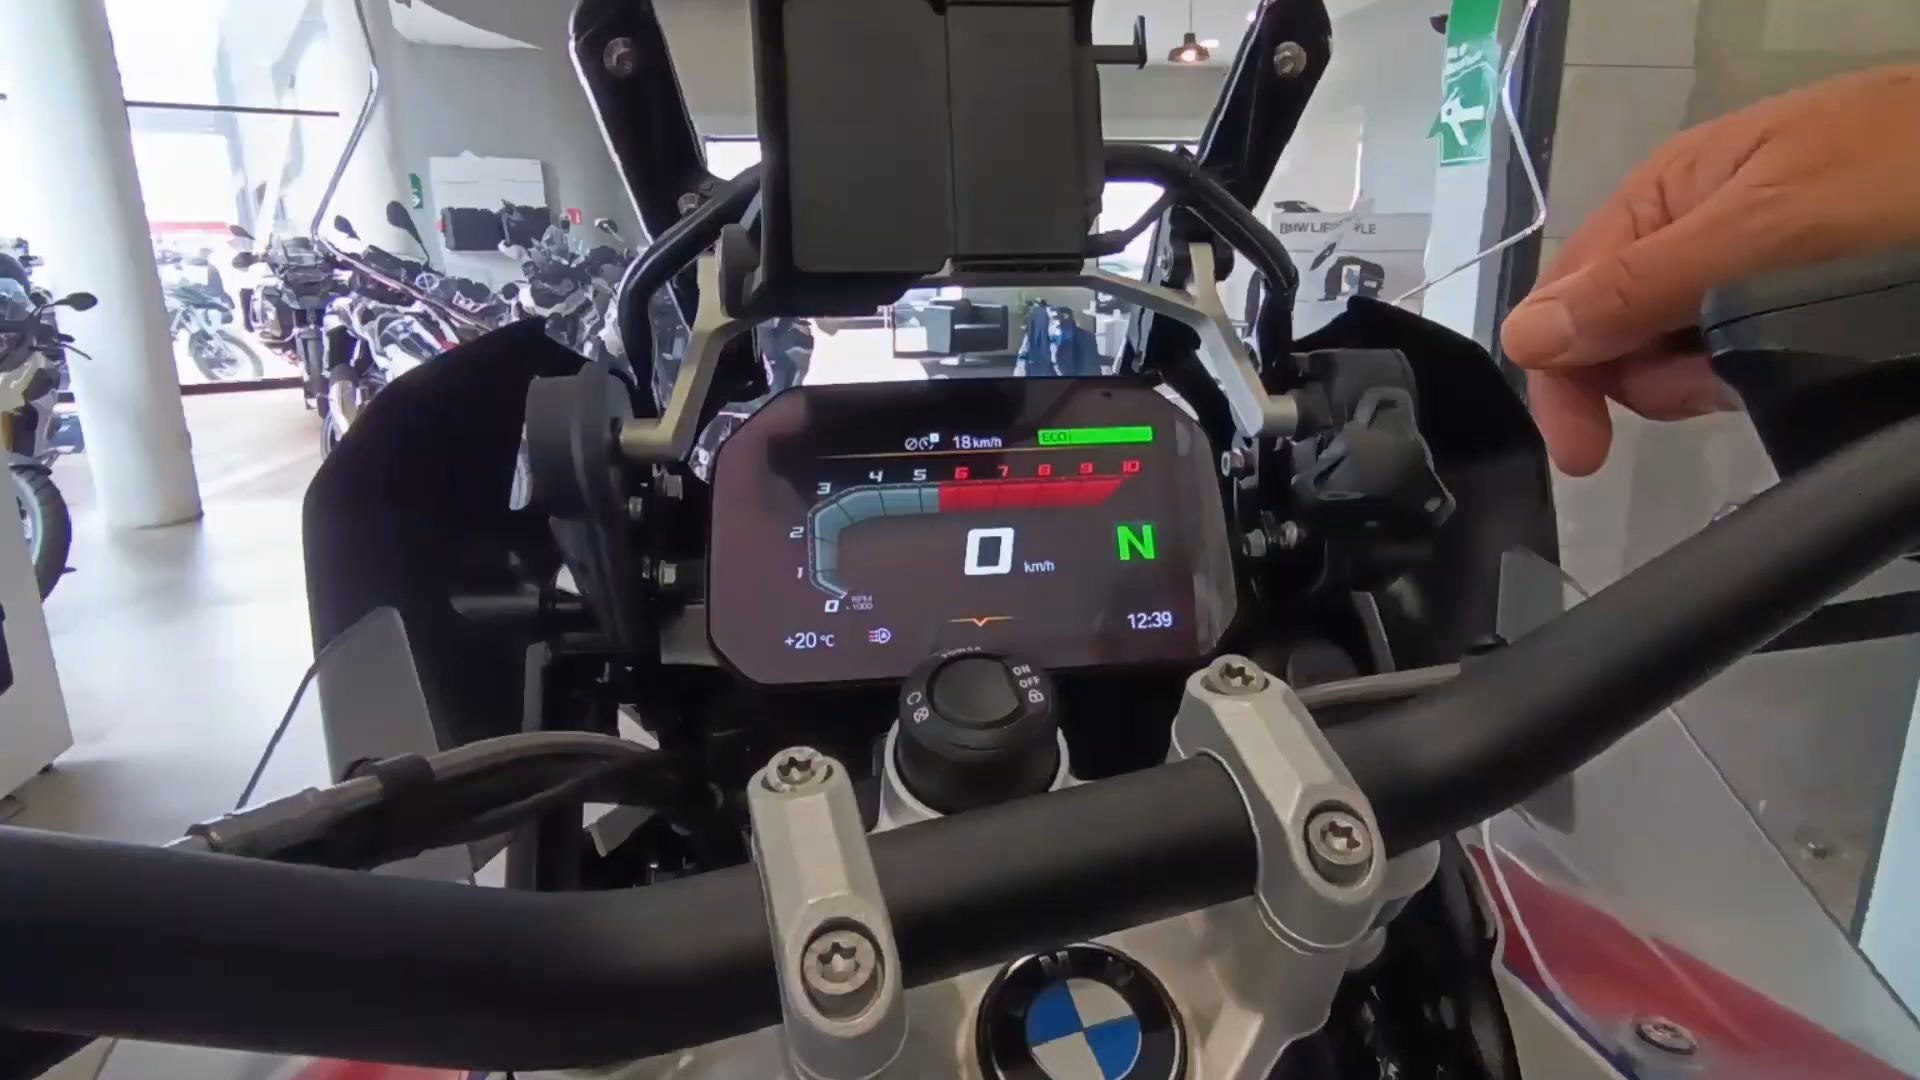 BMW LIFESTYLE
18 km/h
ECO
3 4 5 6 7 8 9 10
2
1
0
RPM
x 1000
0 km/h
N
+20 °C
12:39
ON
OFF